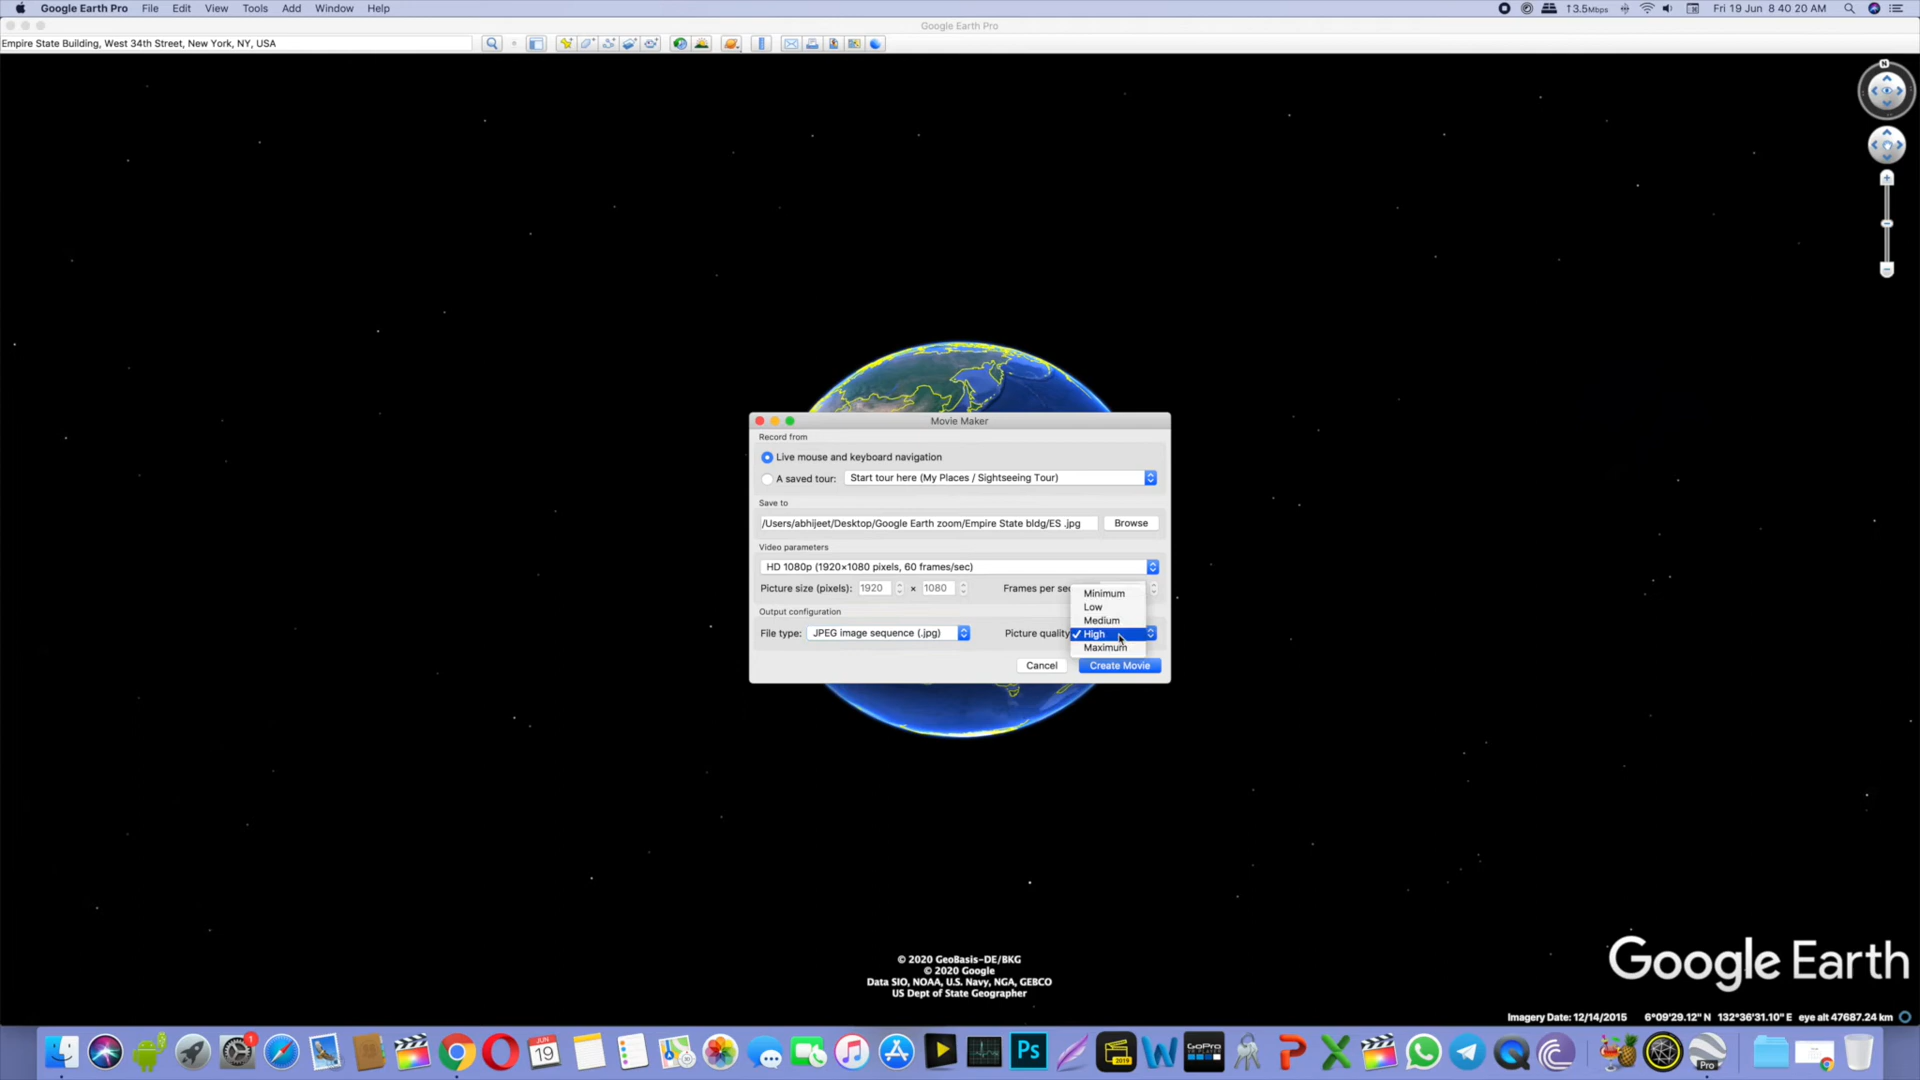 Google Earth Pro File Edit View Tools Add Window Help 13.5Mbps Fri 19 Jun 8 40 20 AM
Google Earth Pro
Empire State Building, West 34th Street, New York, NY, USA
N
Movie Maker
Record from
Live mouse and keyboard navigation
A saved tour: Start tour here (My Places / Sightseeing Tour)
Save to
/Users/abhijeet/Desktop/Google Earth zoom/Empire State bldg/ES .jpg Browse
Video parameters
HD 1080p (1920×1080 pixels, 60 frames/sec)
Picture size (pixels): 1920 × 1080 Frames per sec
Minimum
Low
Medium
High
Maximum
Output configuration
File type: JPEG image sequence (.jpg) Picture quality
Cancel Create Movie
© 2020 GeoBasis-DE/BKG
© 2020 Google
Data SIO, NOAA, U.S. Navy, NGA, GEBCO
US Dept of State Geographer
Google Earth
Imagery Date: 12/14/2015 6°09'29.12" N 132°36'31.10" E eye alt 47687.24 km
1
JUN
19
Ps
2019
GoPro
Pro